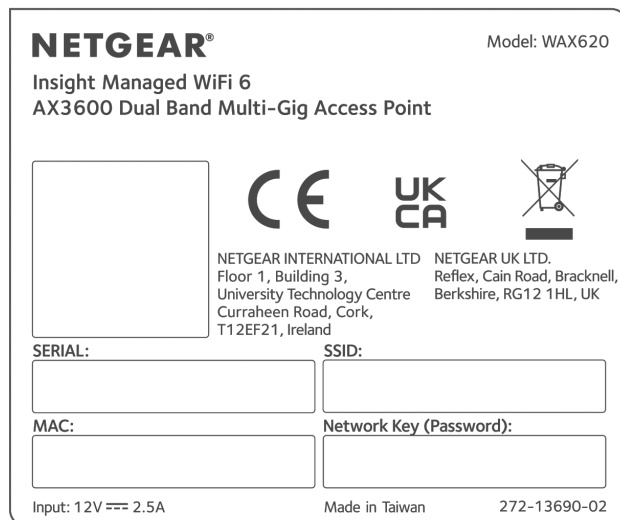 NETGEAR®
Model: WAX620
Insight Managed WiFi 6
AX3600 Dual Band Multi-Gig Access Point
CE
UK
CA
NETGEAR INTERNATIONAL LTD
Floor 1, Building 3,
University Technology Centre
Curraheen Road, Cork,
T12EF21, Ireland
NETGEAR UK LTD.
Reflex, Cain Road, Bracknell,
Berkshire, RG12 1HL, UK
SERIAL:
SSID:
MAC:
Network Key (Password):
Input: 12V ⎓ 2.5A
Made in Taiwan
272-13690-02